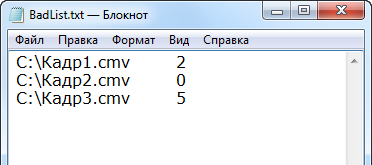 BadList.txt — Блокнот
Файл Правка Формат Вид Справка
C:\Кадр1.cmv 2
C:\Кадр2.cmv 0
C:\Кадр3.cmv 5